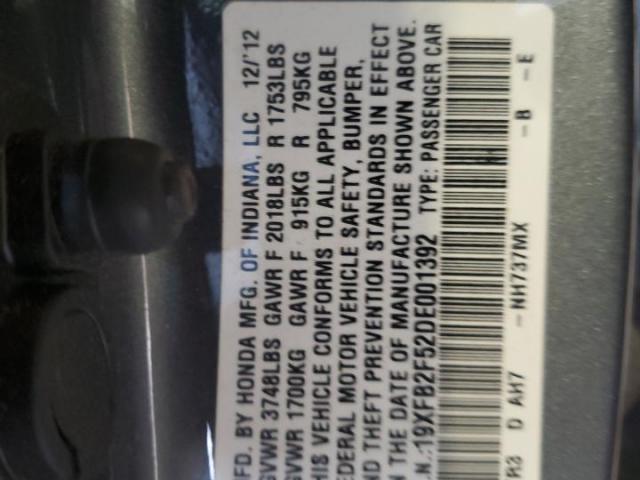 FD. BY HONDA MFG. OF INDIANA, LLC 12/12
GVWR 3748LBS GAWR F 2018LBS R 1753LBS
GVWR 1700KG GAWR F 915KG R 795KG
HIS VEHICLE CONFORMS TO ALL APPLICABLE
EDERAL MOTOR VEHICLE SAFETY, BUMPER,
ND THEFT PREVENTION STANDARDS IN EFFECT
N THE DATE OF MANUFACTURE SHOWN ABOVE.
.N.:19XFB2F52DE001392 TYPE: PASSENGER CAR
R3 D AH7 -NH737MX -B -E